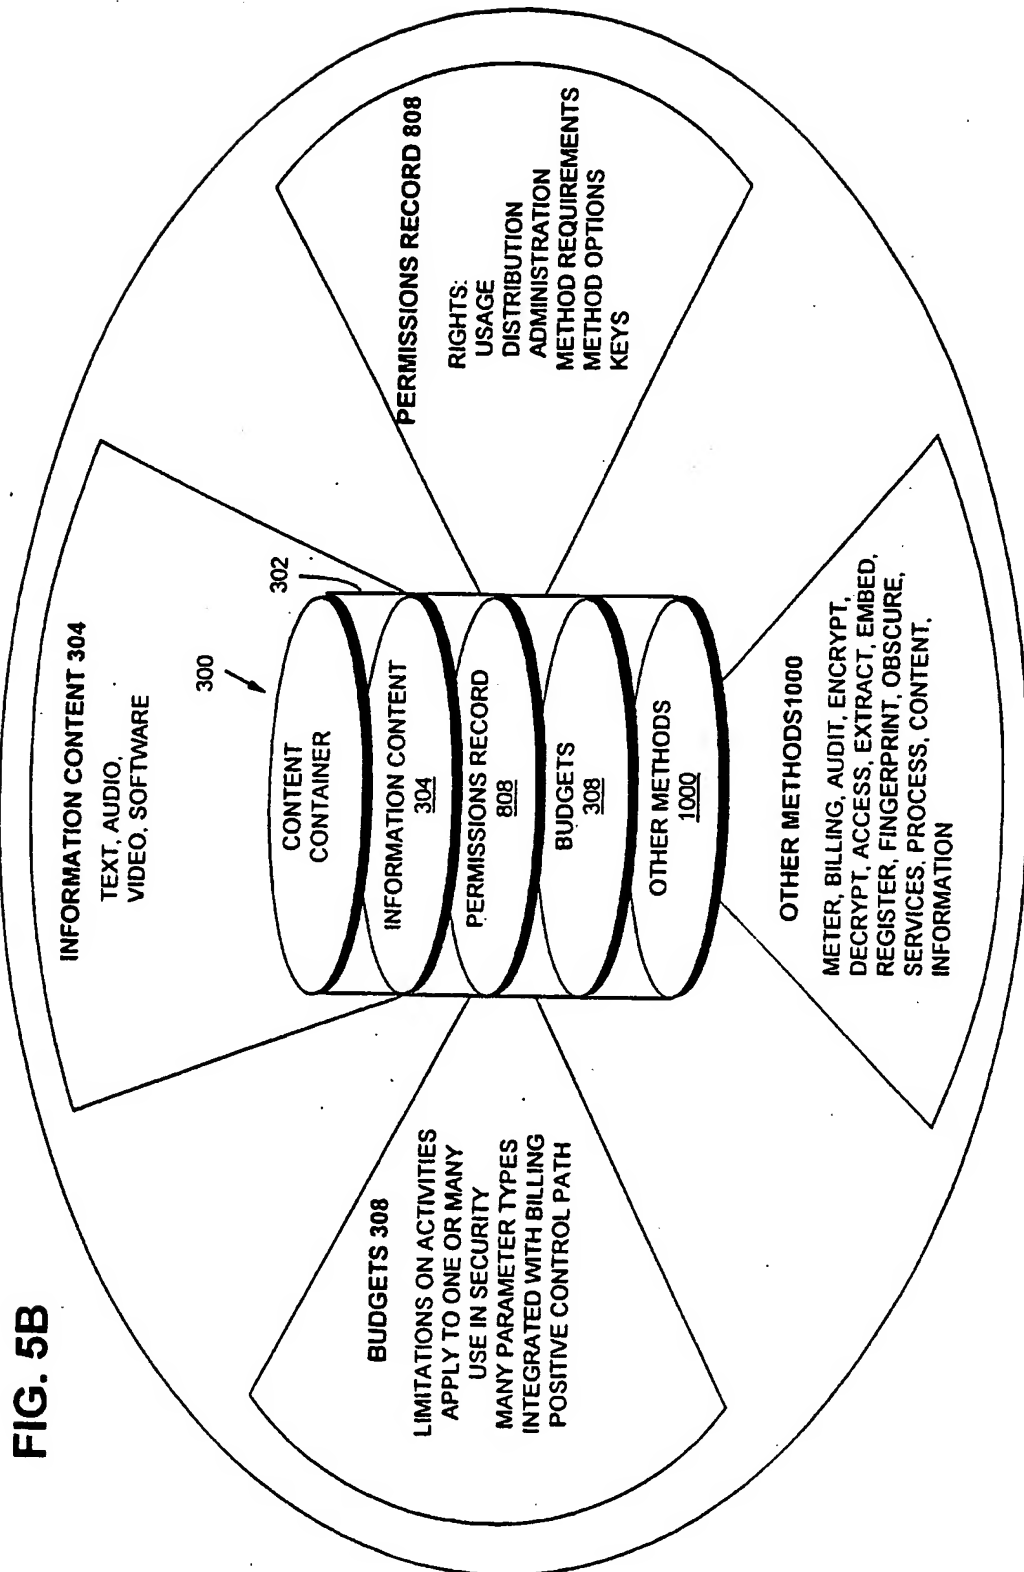 FIG. 5B
INFORMATION CONTENT 304
TEXT, AUDIO,
VIDEO, SOFTWARE
300
302
CONTENT
CONTAINER
INFORMATION CONTENT
304
PERMISSIONS RECORD
808
BUDGETS
308
OTHER METHODS
1000
BUDGETS 308
LIMITATIONS ON ACTIVITIES
APPLY TO ONE OR MANY
USE IN SECURITY
MANY PARAMETER TYPES
INTEGRATED WITH BILLING
POSITIVE CONTROL PATH
PERMISSIONS RECORD 808
RIGHTS:
USAGE
DISTRIBUTION
ADMINISTRATION
METHOD REQUIREMENTS
METHOD OPTIONS
KEYS
OTHER METHODS1000
METER, BILLING, AUDIT, ENCRYPT,
DECRYPT, ACCESS, EXTRACT, EMBED,
REGISTER, FINGERPRINT, OBSCURE,
SERVICES, PROCESS, CONTENT,
INFORMATION